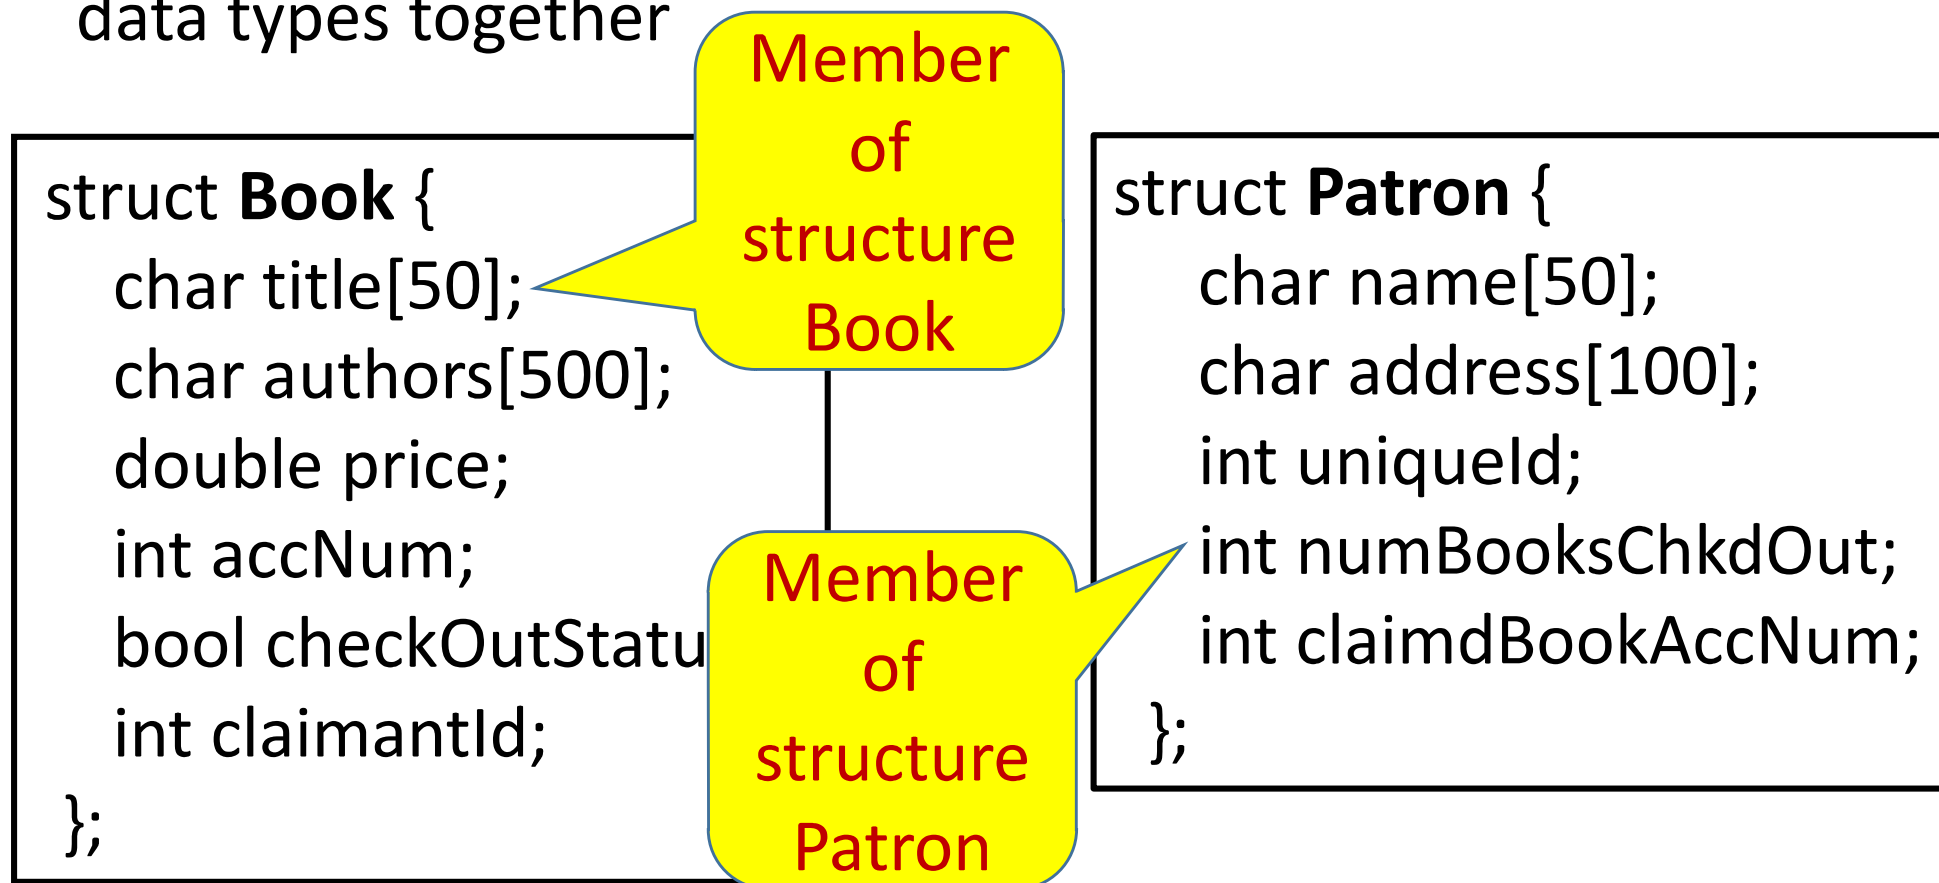 data types together
Member
of
structure
Book
struct Book {
char title[50];
char authors[500];
double price;
int accNum;
bool checkOutStatu
int claimantId;
};
Member
of
structure
Patron
struct Patron {
char name[50];
char address[100];
int uniqueId;
int numBooksChkdOut;
int claimdBookAccNum;
};